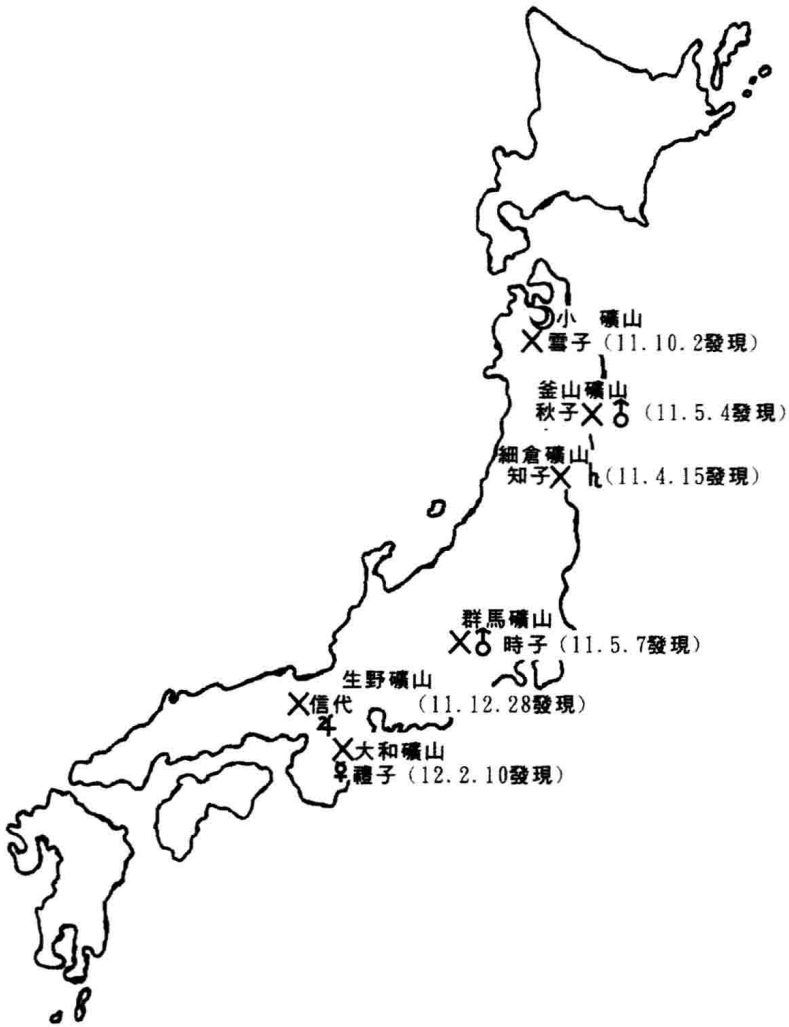 小 礦山
雪子（11.10.2發現）
釜山礦山
秋子 ♂（11.5.4發現）
細倉礦山
知子 （11.4.15發現）
群馬礦山
♂ 時子（11.5.7發現）
生野礦山
信代 （11.12.28發現）
♃
大和礦山
♀ 禮子（12.2.10發現）